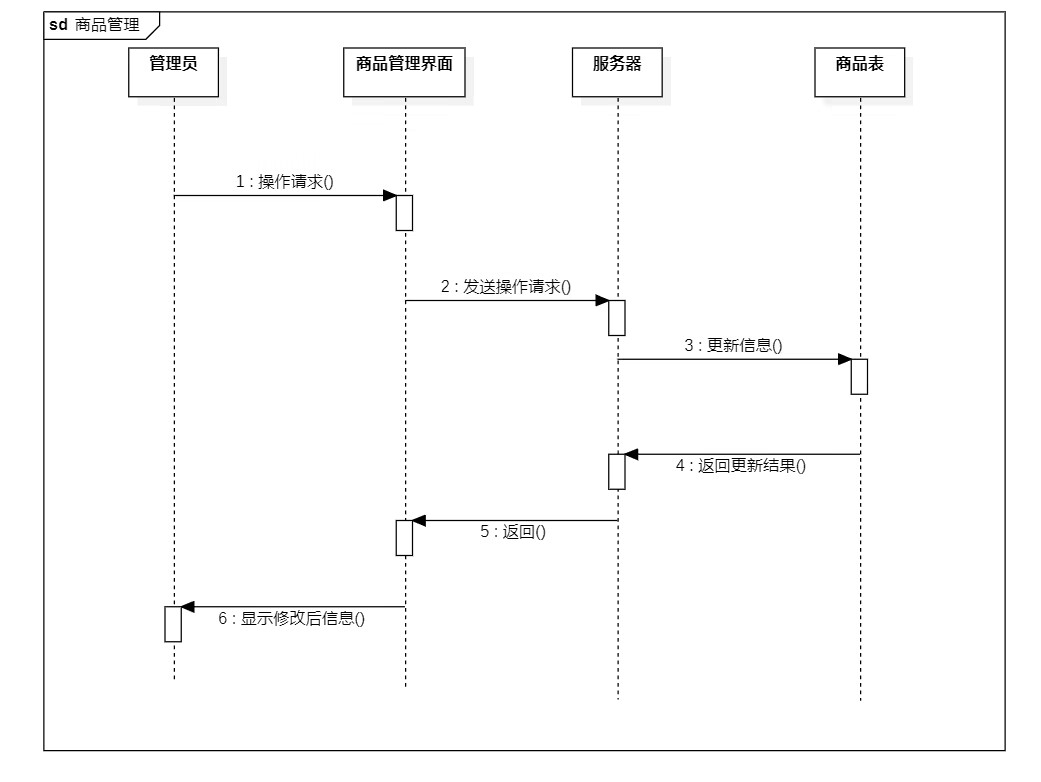 sd 商品管理
管理员
商品管理界面
服务器
商品表
1 : 操作请求()
2 : 发送操作请求()
3 : 更新信息()
4 : 返回更新结果()
5 : 返回()
6 : 显示修改后信息()